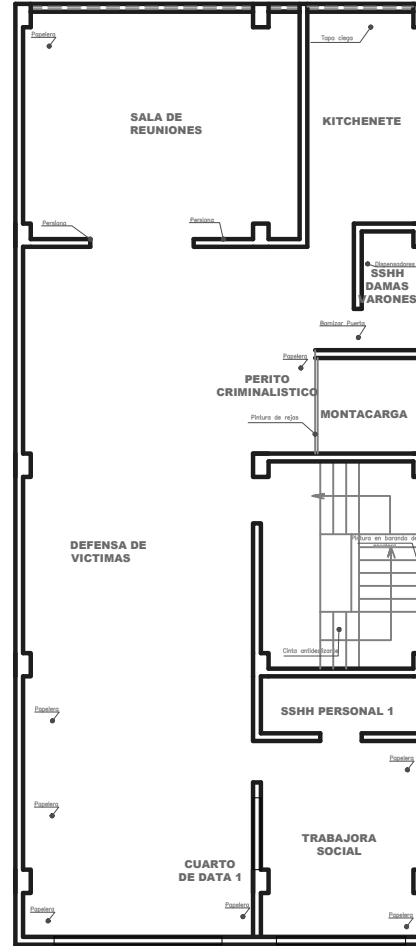 Papelera
Tapa ciega
SALA DE
REUNIONES
KITCHENETE
Persiana
Persiana
Dispensadores
SSHH
DAMAS
VARONES
Barnizar Puerta
Papelera
PERITO
CRIMINALISTICO
MONTACARGA
Pintura de rejas
DEFENSA DE
VICTIMAS
Pintura en baranda de
Cinta antideslizante
SSHH PERSONAL 1
Papelera
Papelera
Papelera
TRABAJORA
SOCIAL
CUARTO
DE DATA 1
Papelera
Papelera
Papelera